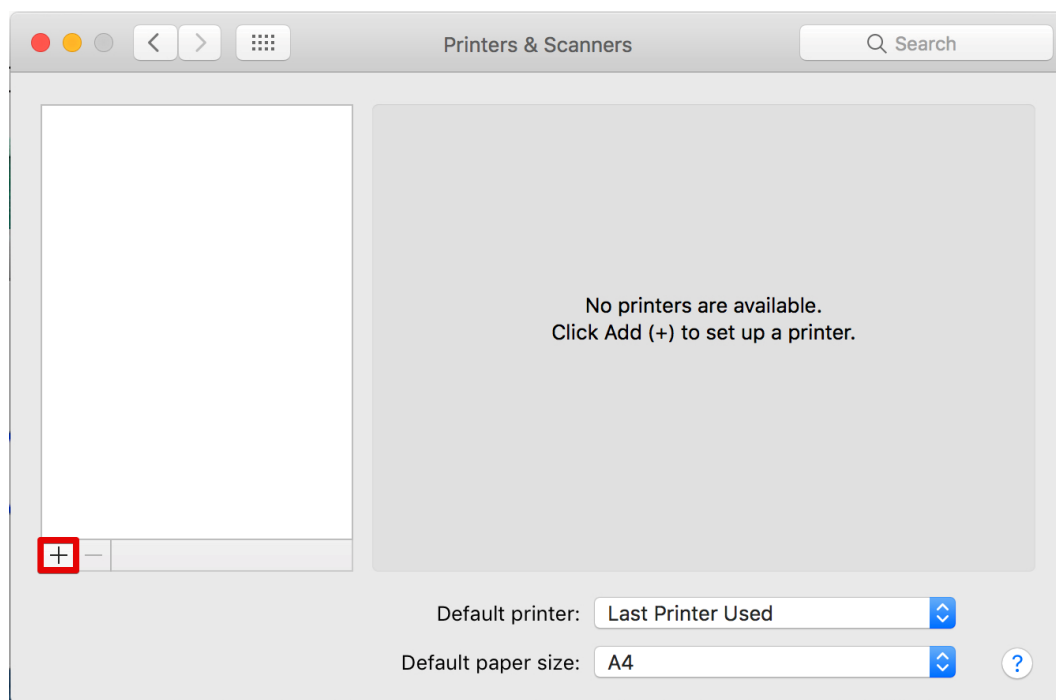 Printers & Scanners
Search
No printers are available.
Click Add (+) to set up a printer.
+ −
Default printer: Last Printer Used
Default paper size: A4
?